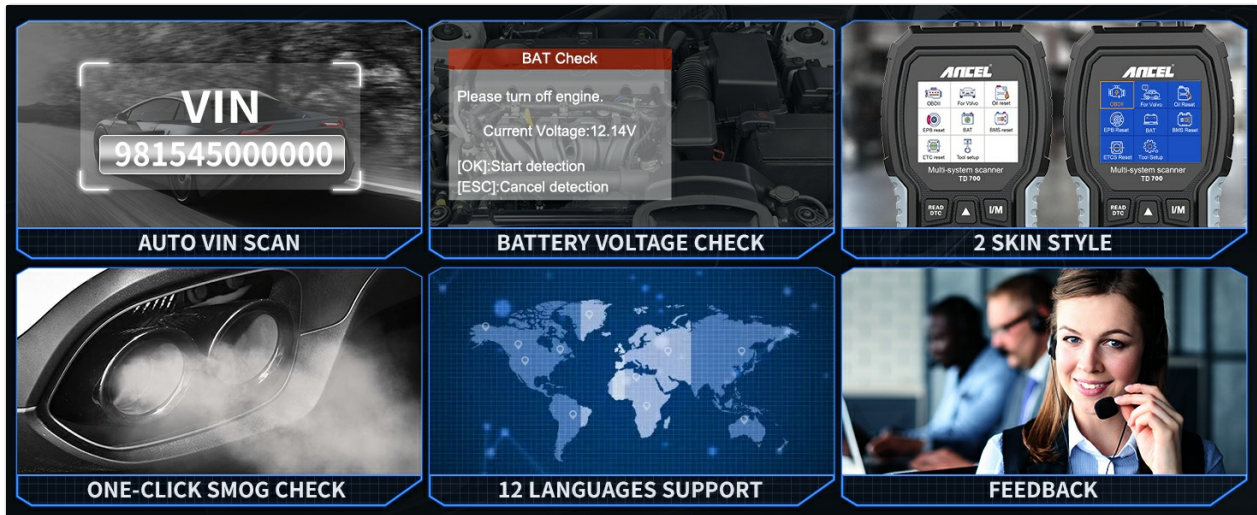 VIN
981545000000
AUTO VIN SCAN
BAT Check
Please turn off engine.
Current Voltage:12.14V
[OK]:Start detection
[ESC]:Cancel detection
BATTERY VOLTAGE CHECK
ANCEL
OBDII
For Volvo
Oil reset
EPB reset
BAT
BMS reset
ETC reset
Tool setup
Multi-system scanner
TD 700
READ
DTC
I/M
ANCEL
OBDII
For Volvo
Oil Reset
EPB Reset
BAT
BMS Reset
ETCS Reset
Tool Setup
Multi-system scanner
TD 700
READ
DTC
I/M
2 SKIN STYLE
ONE-CLICK SMOG CHECK
12 LANGUAGES SUPPORT
FEEDBACK